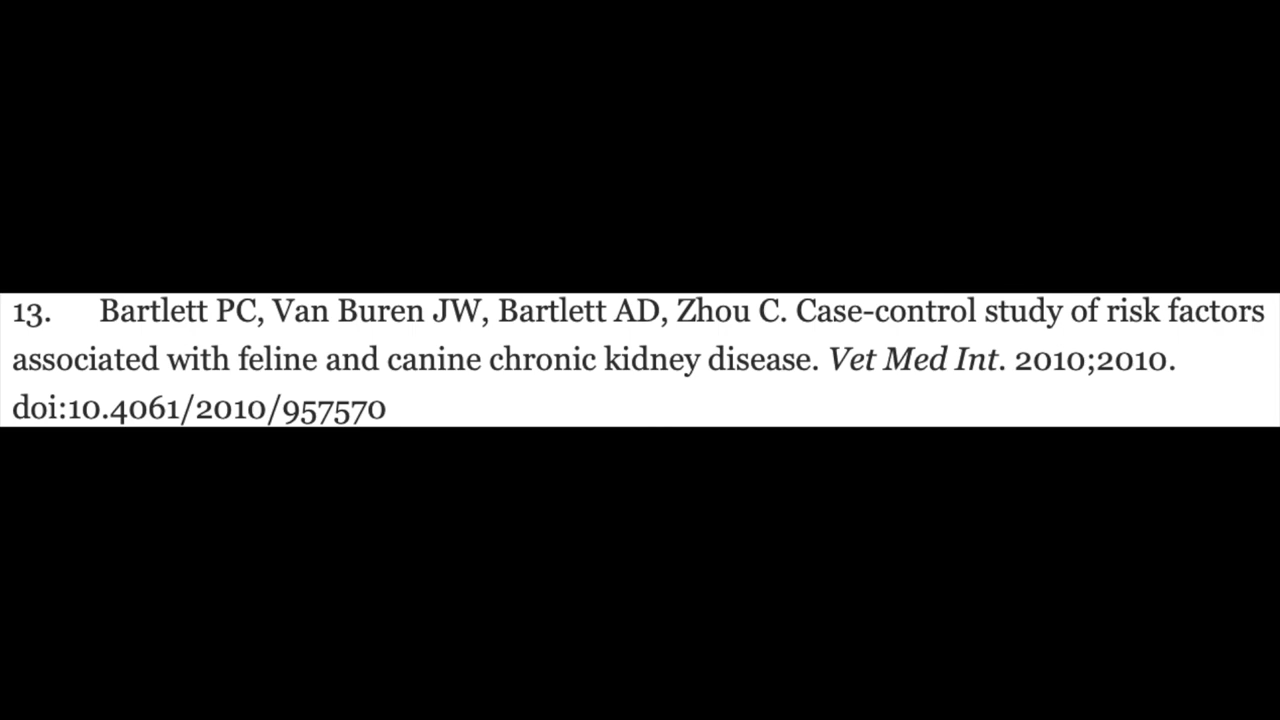 13. Bartlett PC, Van Buren JW, Bartlett AD, Zhou C. Case-control study of risk factors
associated with feline and canine chronic kidney disease. Vet Med Int. 2010;2010.
doi:10.4061/2010/957570